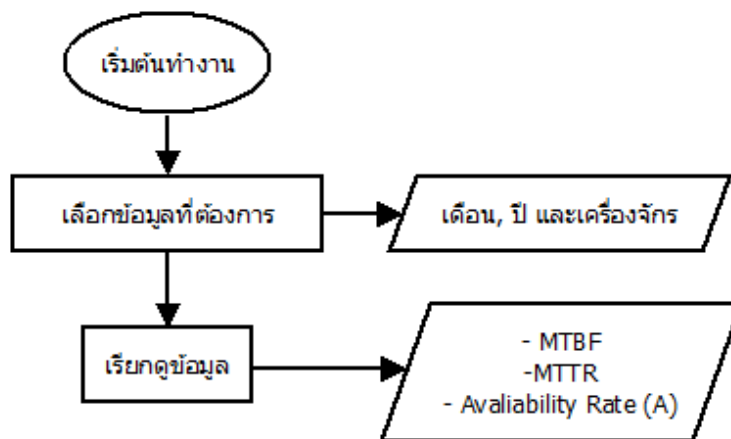 เริ่มต้นทำงาน
เลือกข้อมูลที่ต้องการ
เดือน, ปี และเครื่องจักร
เรียกดูข้อมูล
- MTBF
-MTTR
- Avaliability Rate (A)